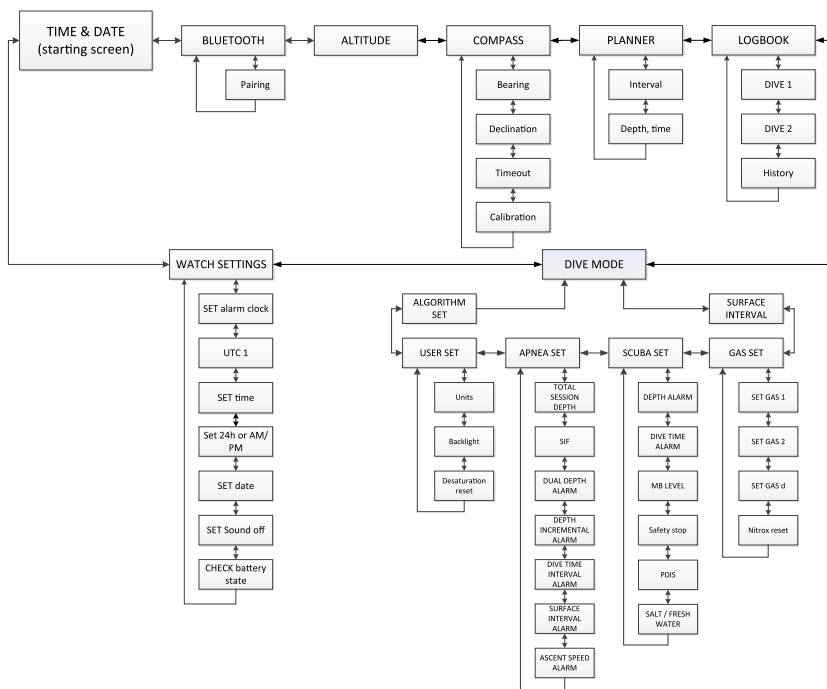 TIME & DATE
(starting screen)
BLUETOOTH
ALTITUDE
COMPASS
PLANNER
LOGBOOK
Pairing
Bearing
Declination
Timeout
Calibration
Interval
Depth, time
DIVE 1
DIVE 2
History
WATCH SETTINGS
DIVE MODE
SET alarm clock
UTC 1
SET time
Set 24h or AM/
PM
SET date
SET Sound off
CHECK battery
state
ALGORITHM
SET
SURFACE
INTERVAL
USER SET
APNEA SET
SCUBA SET
GAS SET
Units
Backlight
Desaturation
reset
TOTAL
SESSION
DEPTH
SIF
DUAL DEPTH
ALARM
DEPTH
INCREMENTAL
ALARM
DIVE TIME
INTERVAL
ALARM
SURFACE
INTERVAL
ALARM
ASCENT SPEED
ALARM
DEPTH ALARM
DIVE TIME
ALARM
MB LEVEL
Safety stop
PDIS
SALT / FRESH
WATER
SET GAS 1
SET GAS 2
SET GAS d
Nitrox reset